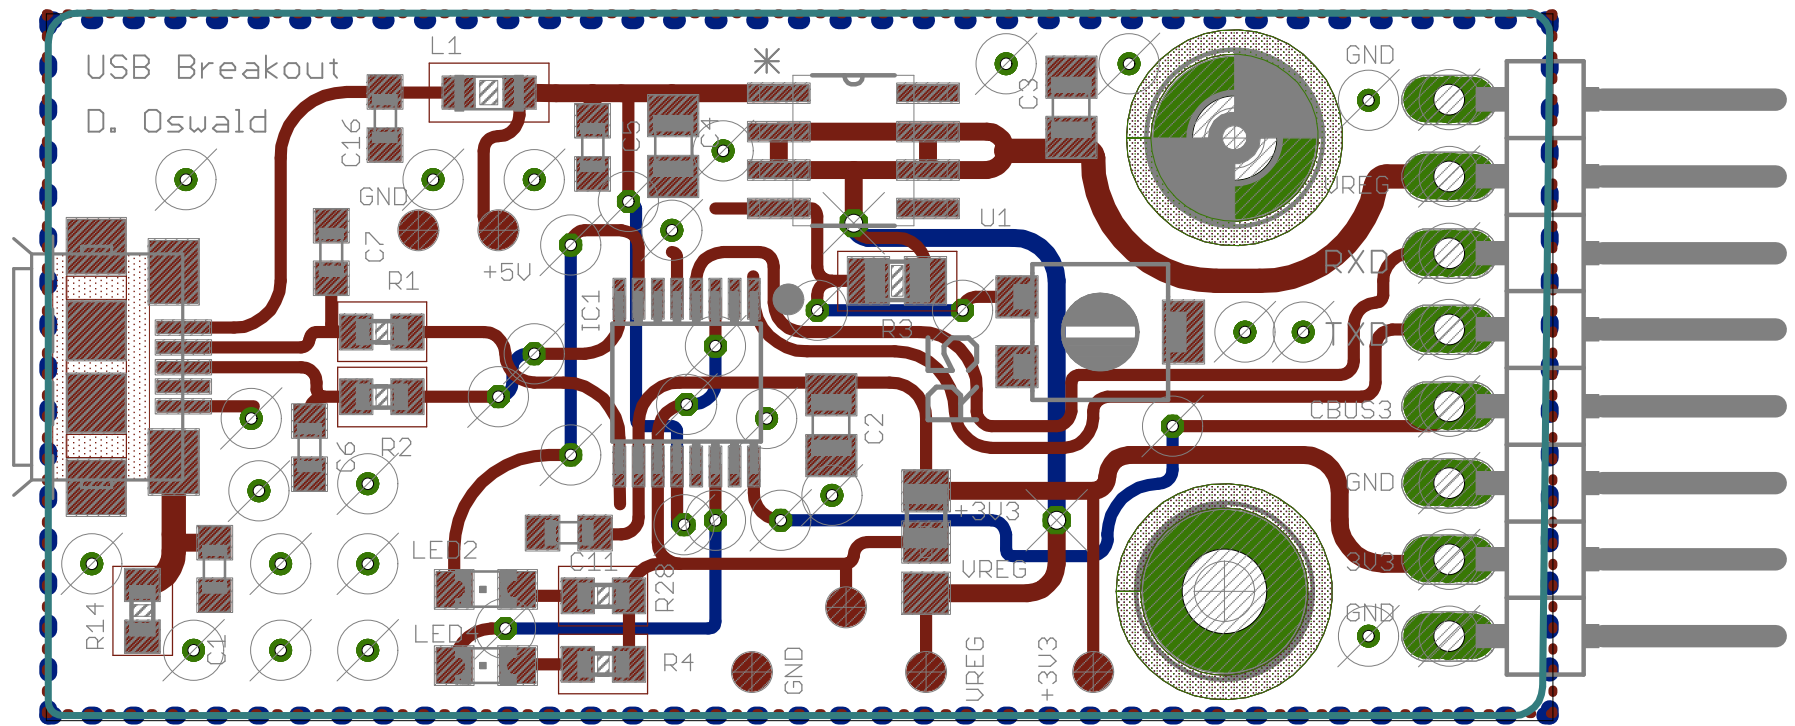 USB Breakout
D. Oswald
L1
C16
C5
C4
C3
GND
VREG
GND
C7
+5V
U1
R1
IC1
R3
RXD
TXD
R2
C6
C2
CBUS3
GND
+3V3
LED2
C11
VREG
3V3
R14
C1
R28
LED
R4
GND
VREG
+3V3
GND